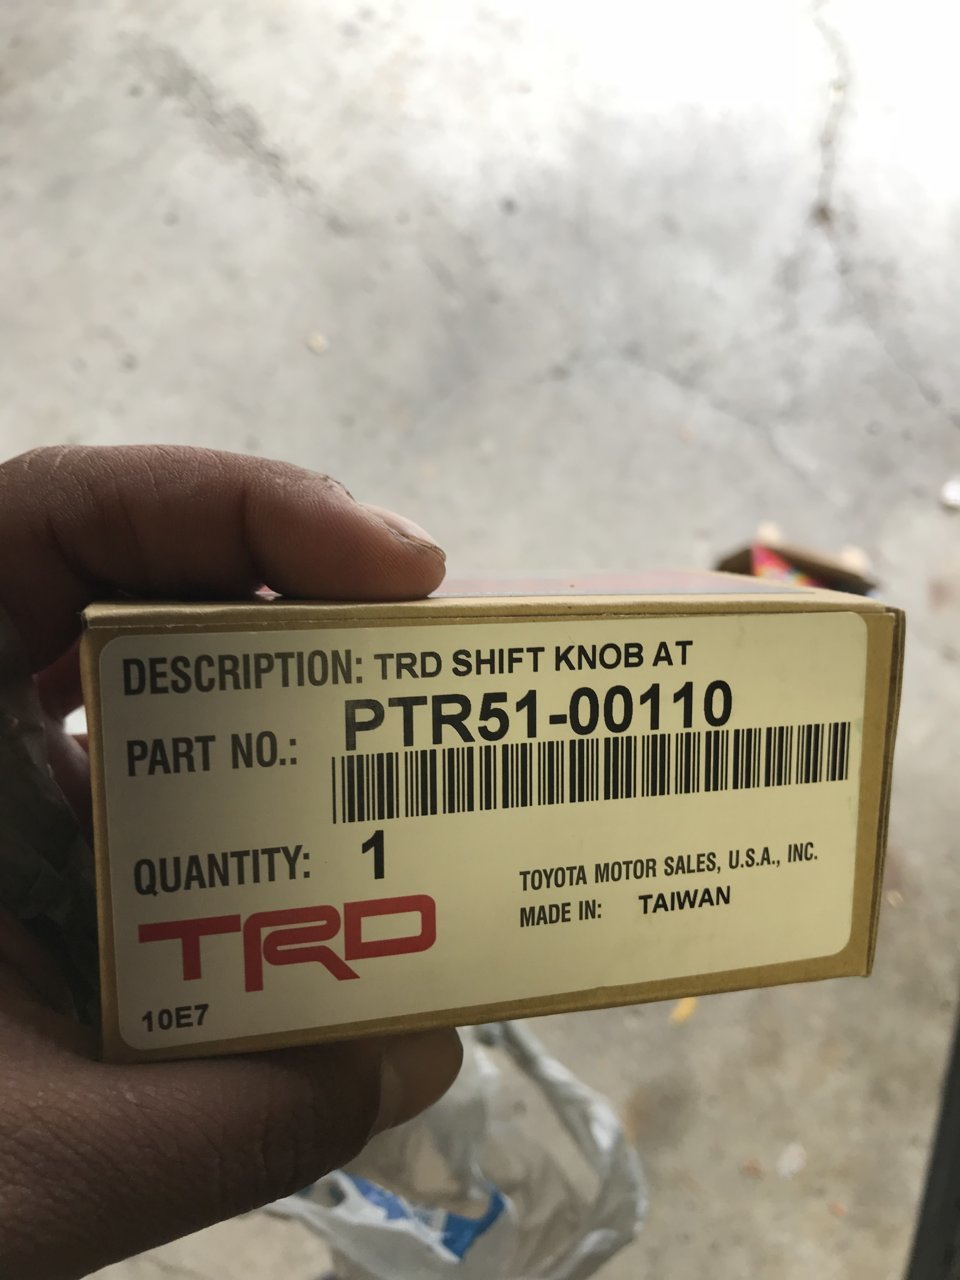 DESCRIPTION: TRD SHIFT KNOB AT
PART NO.: PTR51-00110
QUANTITY: 1
TOYOTA MOTOR SALES, U.S.A., INC.
MADE IN: TAIWAN
TRD
10E7